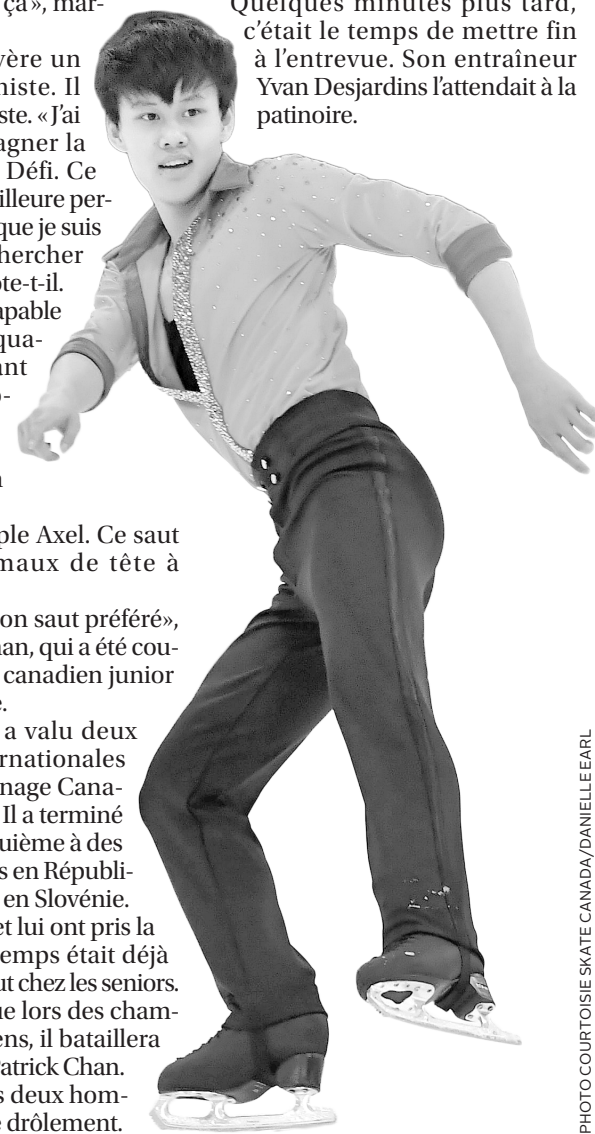 ça», mar-
vère un
niste. Il
ste. «J'ai
agner la
Défi. Ce
illeure per-
que je suis
hercher
te-t-il.
apable
qua-
ant
ple Axel. Ce saut
maux de tête à
on saut préféré»,
nan, qui a été cou-
canadien junior
e.
a valu deux
rnationales
nage Cana-
Il a terminé
quième à des
s en Républi-
en Slovénie.
et lui ont pris la
emps était déjà
ut chez les seniors.
ue lors des cham-
ens, il bataillera
Patrick Chan.
s deux hom-
e drôlement.
Quelques minutes plus tard,
c'était le temps de mettre fin
à l'entrevue. Son entraîneur
Yvan Desjardins l'attendait à la
patinoire.
PHOTO COURTOISIE SKATE CANADA/DANIELLE EARL